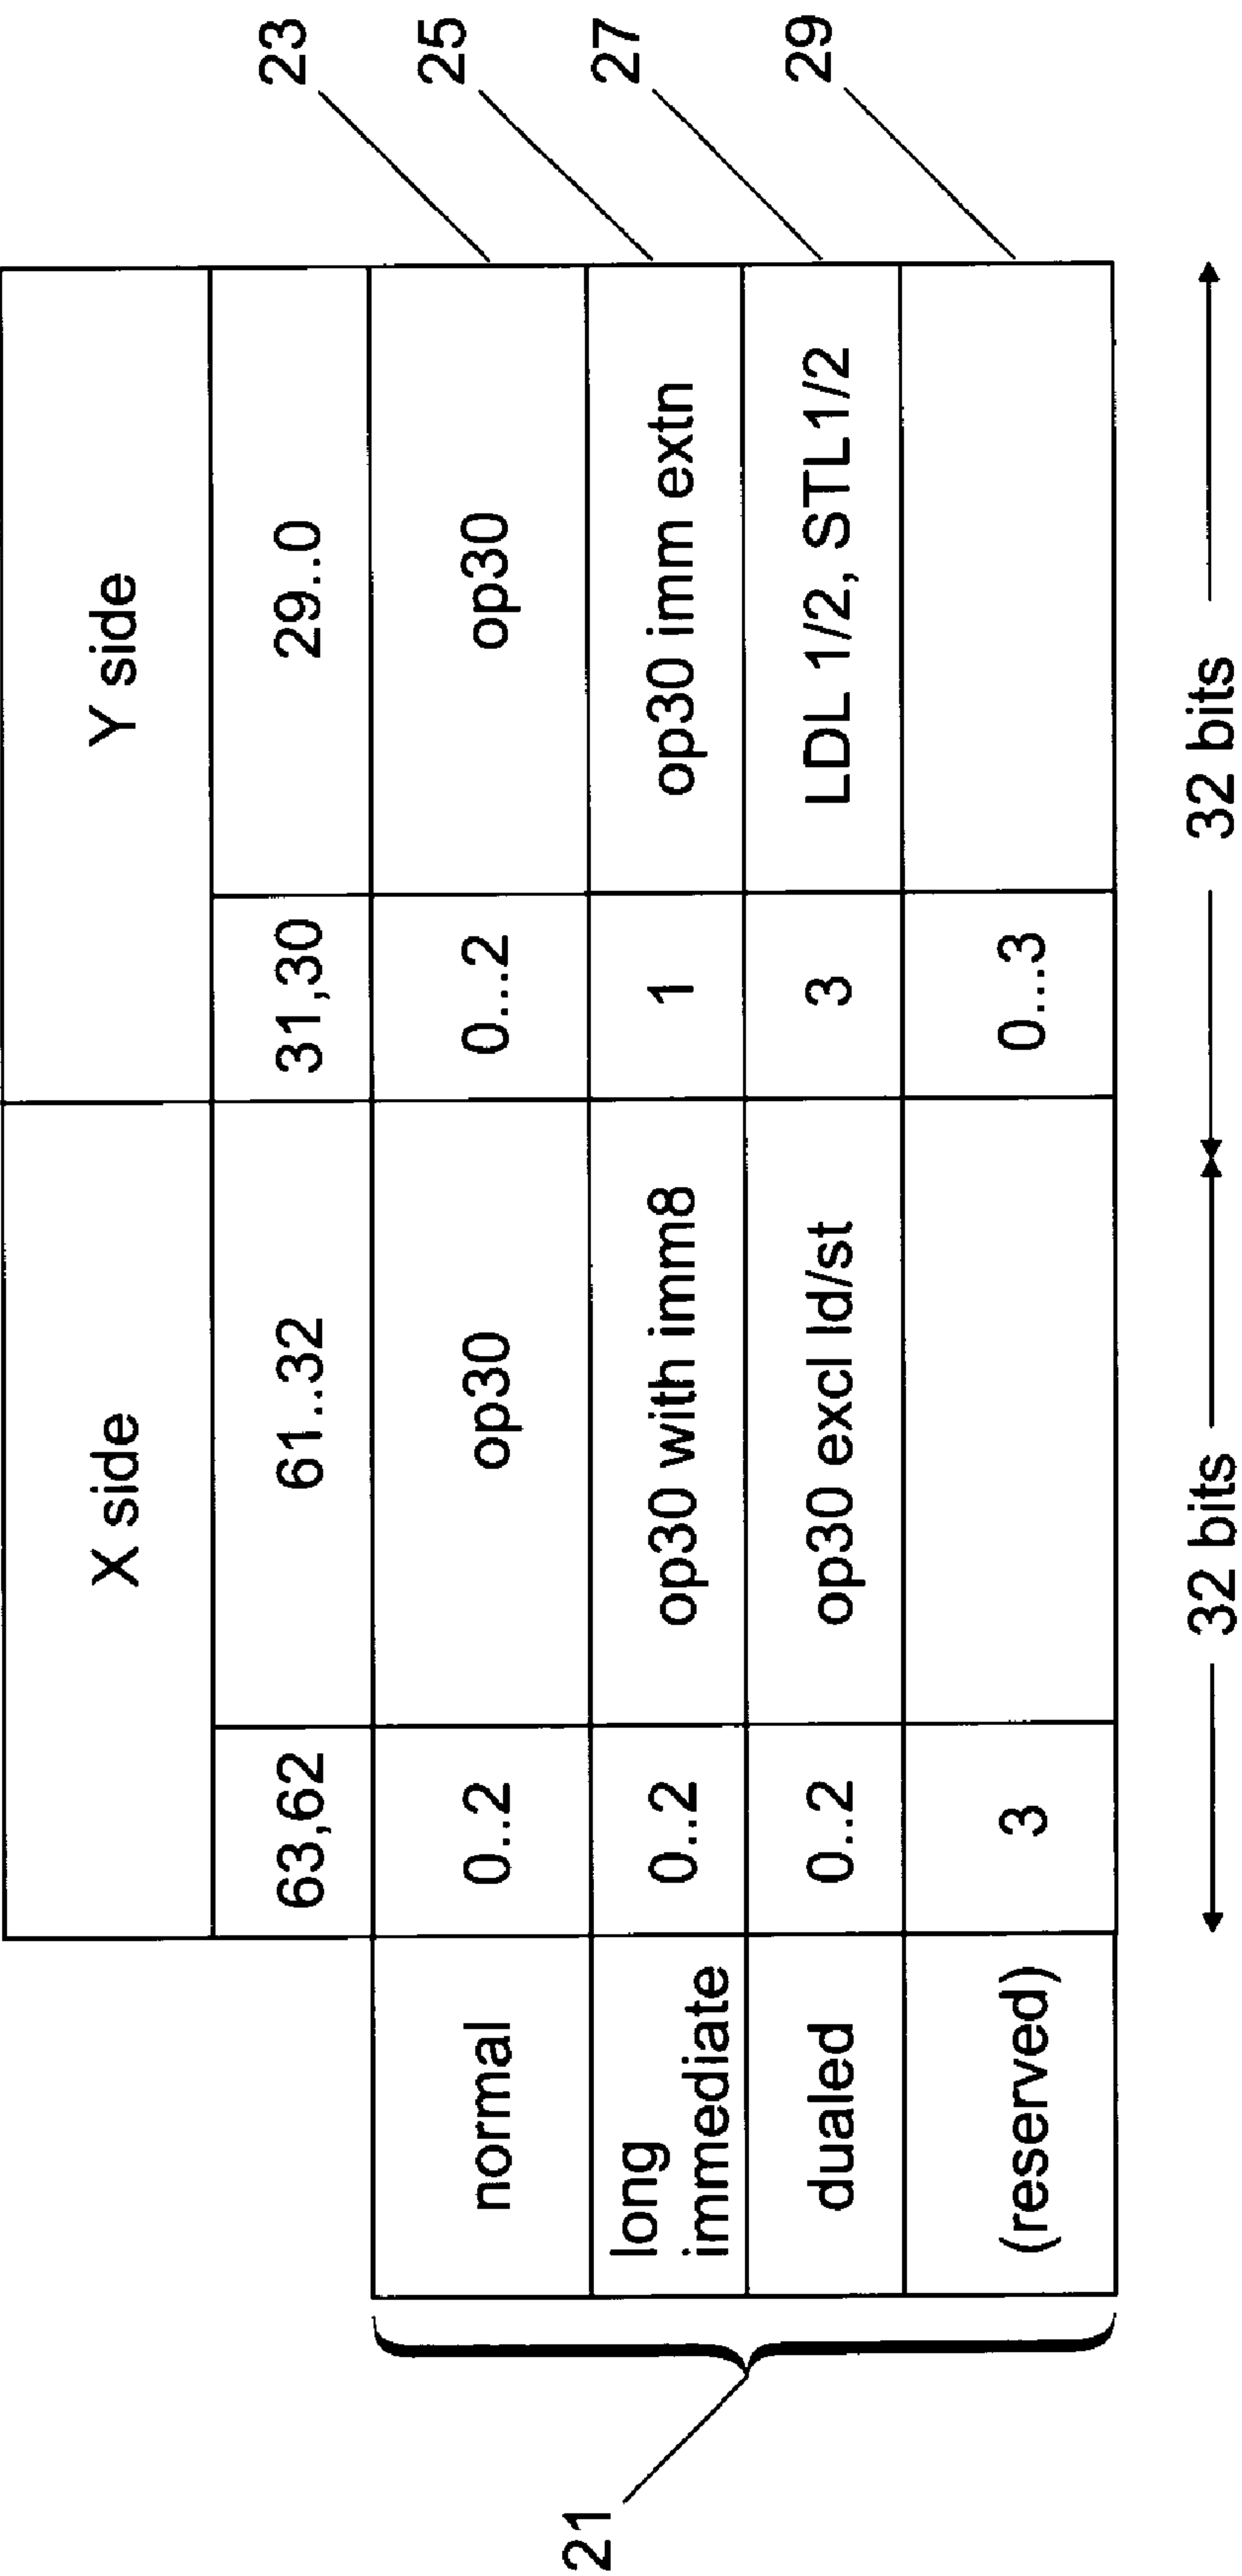 X side
Y side
63,62
61..32
31,30
29..0
normal
0..2
op30
0...2
op30
23
long
immediate
0..2
op30 with imm8
1
op30 imm extn
25
dualed
0..2
op30 excl ld/st
3
LDL 1/2, STL1/2
27
(reserved)
3
0...3
29
21
32 bits
32 bits